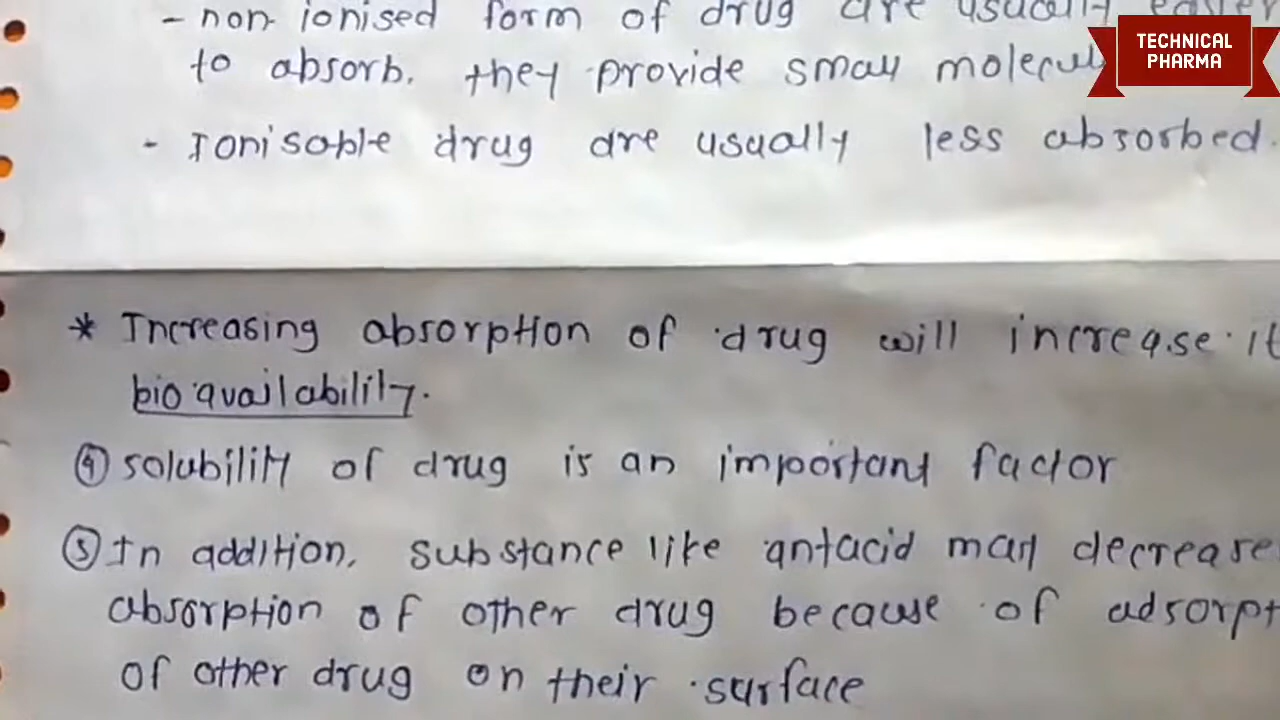 - non ionised form of drug are usually easier
to absorb. they provide small molecul
TECHNICAL
PHARMA
- Ionisable drug are usually less absorbed.
* Increasing absorption of drug will increase it
bioavailability.
④ solubility of drug is an important factor
⑤ In addition, substance like antacid may decrease
absorption of other drug because of adsorpt
of other drug on their surface